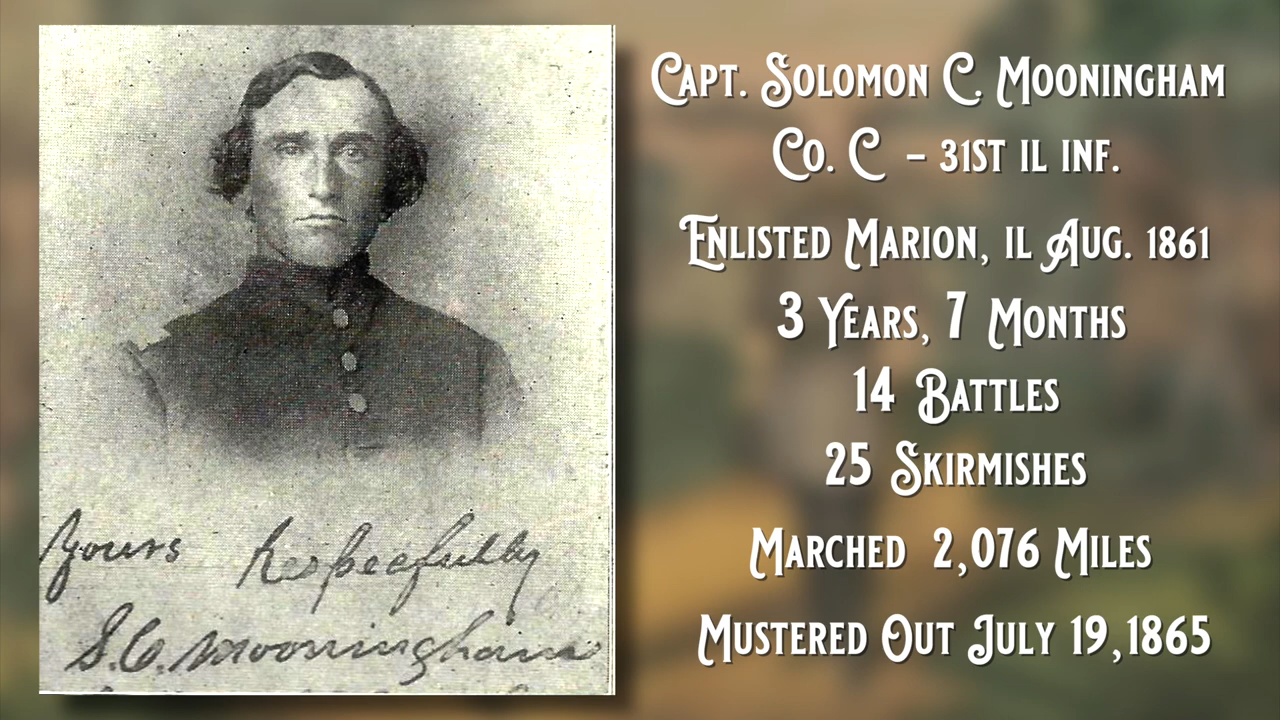 Capt. Solomon C. Mooningham
Co. C – 31st IL Inf.
Enlisted Marion, IL Aug. 1861
3 Years, 7 Months
14 Battles
25 Skirmishes
Marched 2,076 Miles
Mustered Out July 19, 1865
Yours Respecfully
S. C. Mooningham